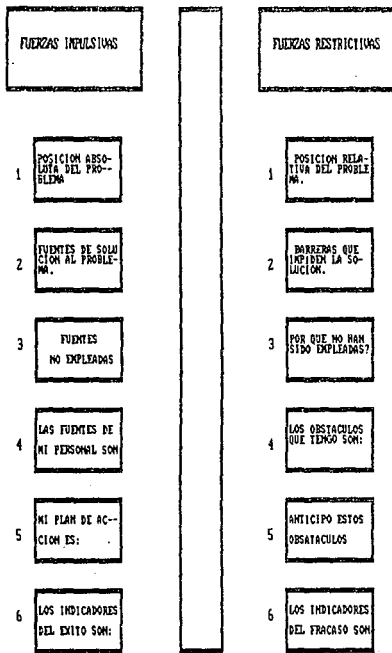 FUERZAS IMPULSIVAS
FUERZAS RESTRICTIVAS
1
POSICION ABSO-
LUTA DEL PRO--
BLEMA
1
POSICION RELA-
TIVA DEL PROBLE
MA.
2
FUENTES DE SOLU
CION AL PROBLE-
MA.
2
BARRERAS QUE
IMPIDEN LA SO-
LUCION.
3
FUENTES
NO EMPLEADAS
3
POR QUE NO HAN
SIDO EMPLEADAS?
4
LAS FUENTES DE
MI PERSONAL SON
4
LOS OBSTACULOS
QUE TENGO SON:
5
MI PLAN DE AC--
CION ES:
5
ANTICIPO ESTOS
OBSATACULOS
6
LOS INDICADORES
DEL EXITO SON:
6
LOS INDICADORES
DEL FRACASO SON